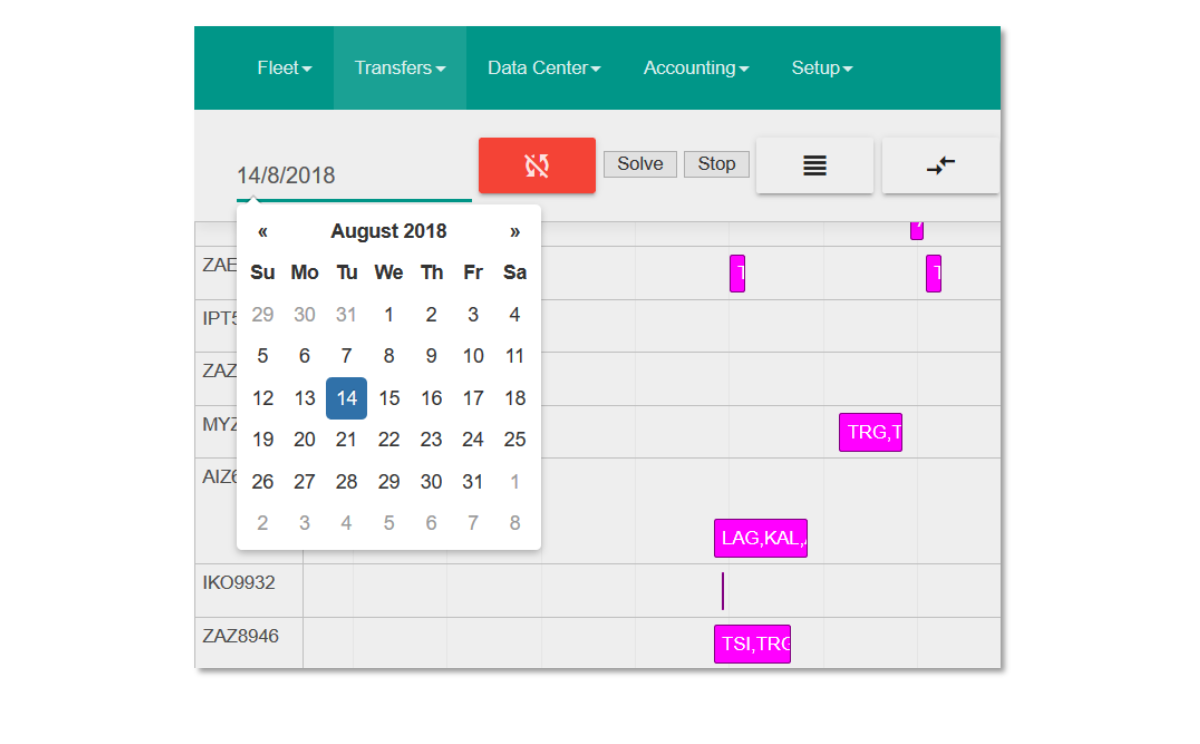 Fleet Transfers Data Center Accounting Setup
14/8/2018 Solve Stop
« August 2018 »
Su Mo Tu We Th Fr Sa
29 30 31 1 2 3 4
5 6 7 8 9 10 11
12 13 14 15 16 17 18
19 20 21 22 23 24 25
26 27 28 29 30 31 1
2 3 4 5 6 7 8
ZAE
IPT5
ZAZ
MYZ
TRG,T
AIZ6
LAG,KAL,
IKO9932
ZAZ8946
TSI,TRG